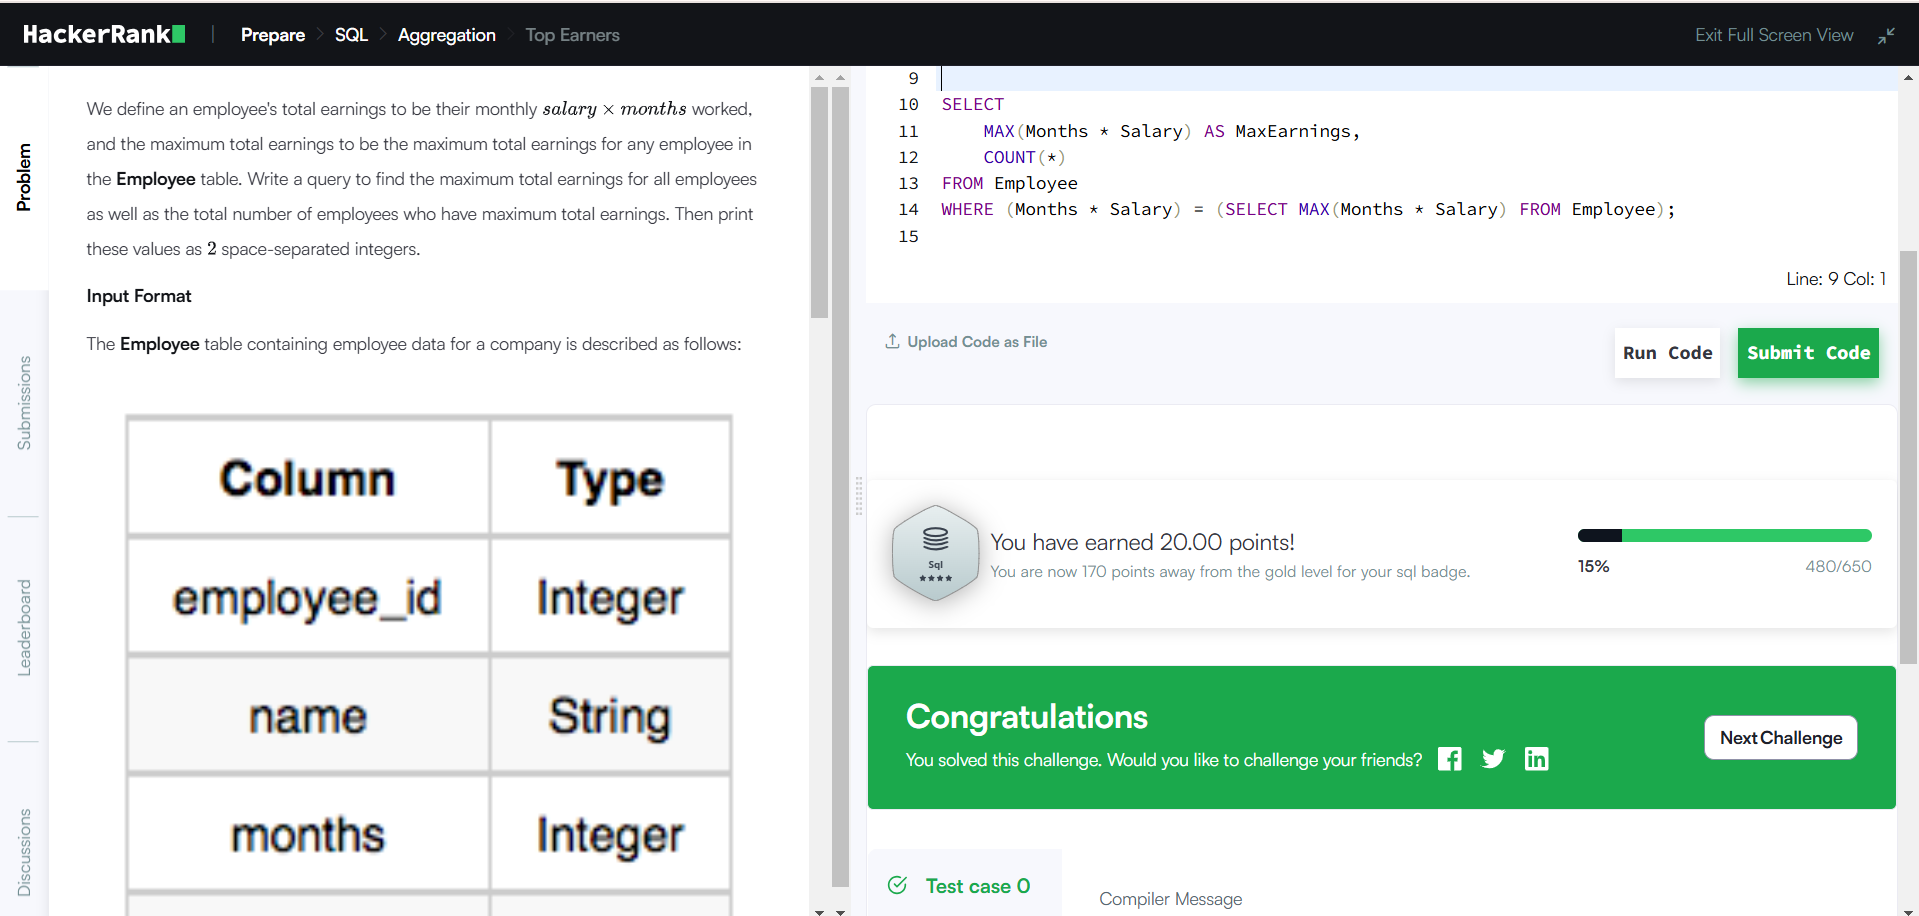 HackerRank
Prepare
SQL
Aggregation
Top Earners
Exit Full Screen View
Problem
Submissions
Leaderboard
Discussions
We define an employee's total earnings to be their monthly salary × months worked,
and the maximum total earnings to be the maximum total earnings for any employee in
the Employee table. Write a query to find the maximum total earnings for all employees
as well as the total number of employees who have maximum total earnings. Then print
these values as 2 space-separated integers.
Input Format
The Employee table containing employee data for a company is described as follows:
Column Type
employee_id Integer
name String
months Integer
9
10 SELECT
11 MAX(Months * Salary) AS MaxEarnings,
12 COUNT(*)
13 FROM Employee
14 WHERE (Months * Salary) = (SELECT MAX(Months * Salary) FROM Employee);
15
Line: 9 Col: 1
Upload Code as File
Run Code
Submit Code
Sql
You have earned 20.00 points!
You are now 170 points away from the gold level for your sql badge.
15% 480/650
Congratulations
You solved this challenge. Would you like to challenge your friends?
Next Challenge
Test case 0
Compiler Message